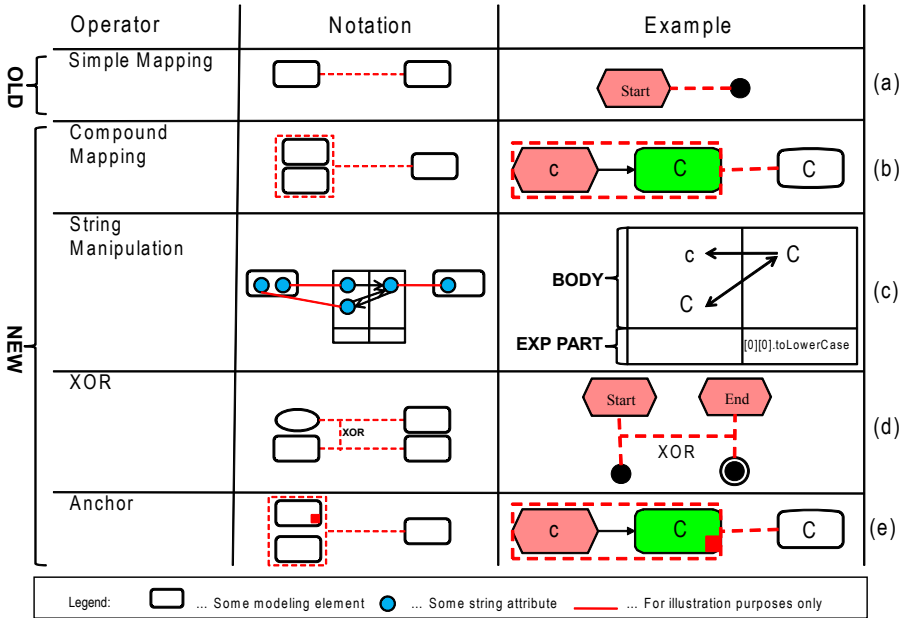 Operator Notation Example
OLD
Simple Mapping
Start
(a)
NEW
Compound
Mapping
c C C
(b)
String
Manipulation
BODY
c C
C
EXP PART
[0][0].toLowerCase
(c)
XOR
XOR
Start End
XOR
(d)
Anchor
c C C
(e)
Legend: ... Some modeling element ... Some string attribute ... For illustration purposes only